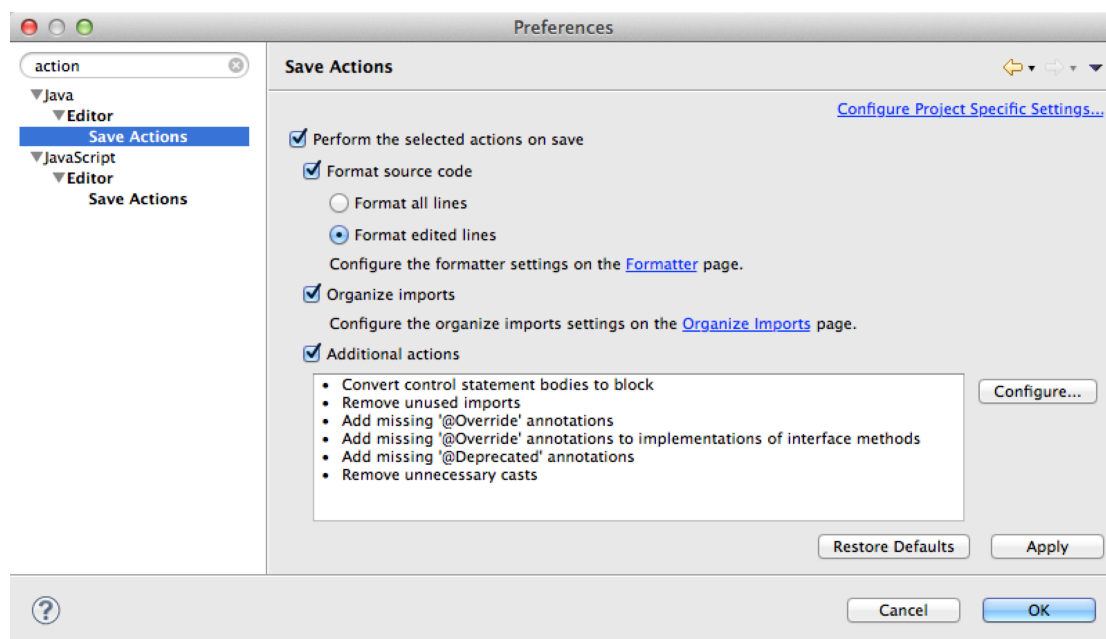 Preferences
action
Save Actions
Java
Editor
Save Actions
JavaScript
Editor
Save Actions
Configure Project Specific Settings...
Perform the selected actions on save
Format source code
Format all lines
Format edited lines
Configure the formatter settings on the Formatter page.
Organize imports
Configure the organize imports settings on the Organize Imports page.
Additional actions
• Convert control statement bodies to block
• Remove unused imports
• Add missing '@Override' annotations
• Add missing '@Override' annotations to implementations of interface methods
• Add missing '@Deprecated' annotations
• Remove unnecessary casts
Configure...
Restore Defaults
Apply
?
Cancel
OK